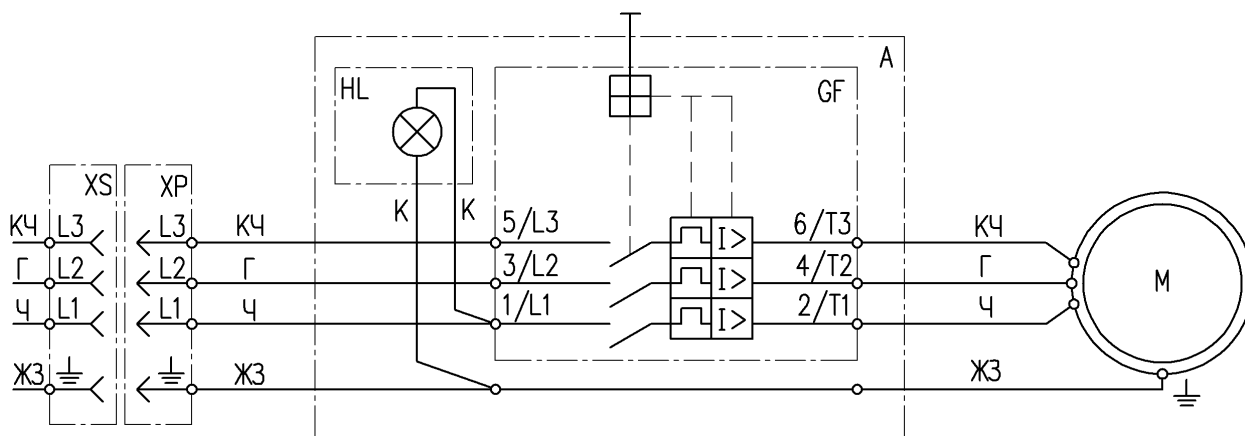 A
HL
GF
XS
XP
К
К
КЧ
L3
L3
КЧ
5/L3
I>
6/T3
КЧ
Г
L2
L2
Г
3/L2
I>
4/T2
Г
M
Ч
L1
L1
Ч
1/L1
I>
2/T1
Ч
ЖЗ
ЖЗ
ЖЗ